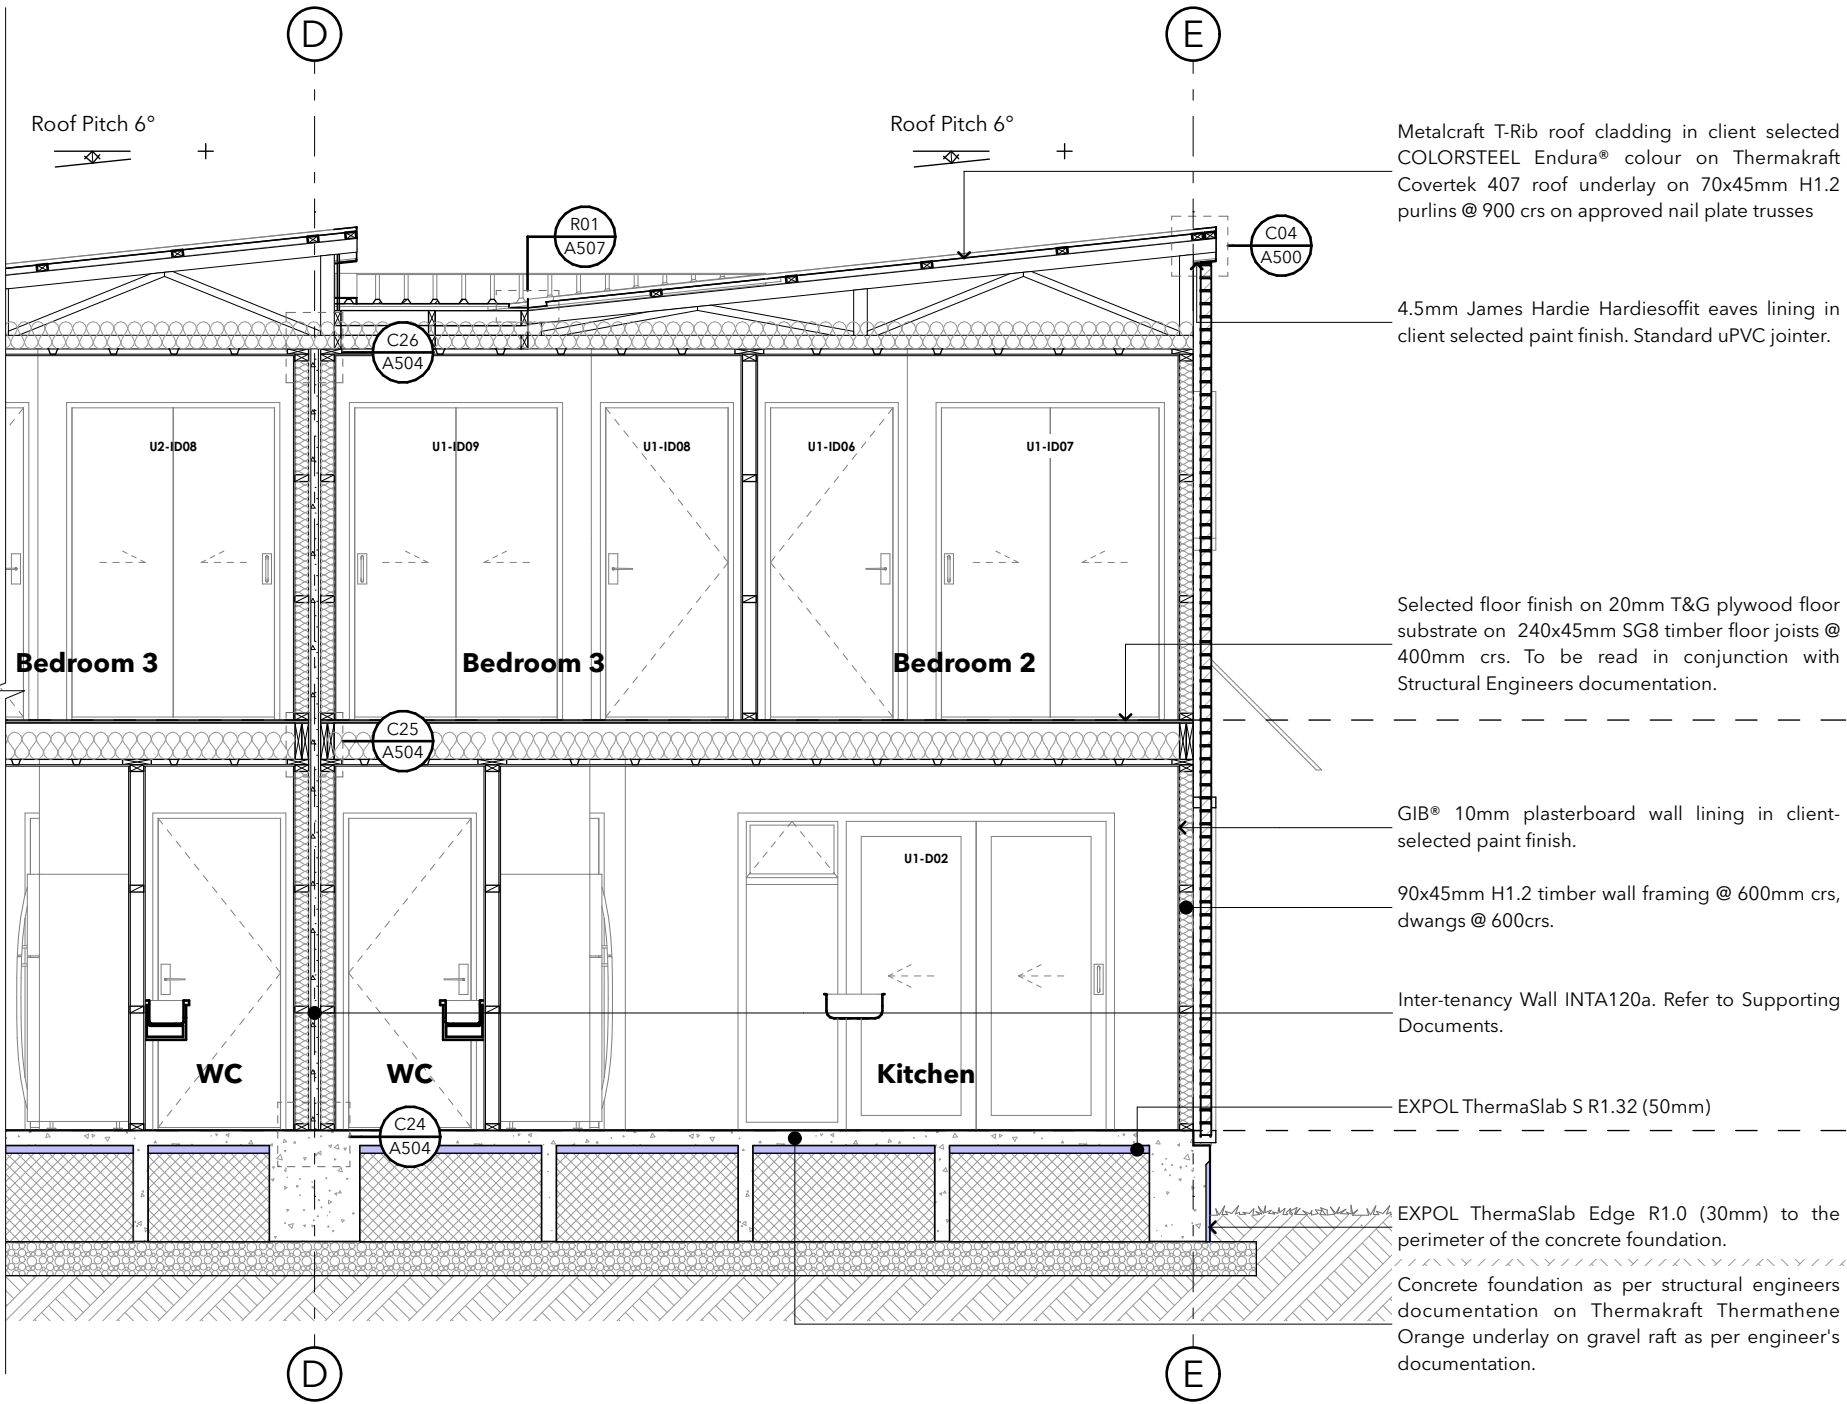 D
E
Roof Pitch 6°
Roof Pitch 6°
Metalcraft T-Rib roof cladding in client selected
COLORSTEEL Endura® colour on Thermakraft
Covertek 407 roof underlay on 70x45mm H1.2
purlins @ 900 crs on approved nail plate trusses
R01
A507
C04
A500
4.5mm James Hardie Hardiesoffit eaves lining in
client selected paint finish. Standard uPVC jointer.
C26
A504
U2-ID08
U1-ID09
U1-ID08
U1-ID06
U1-ID07
Selected floor finish on 20mm T&G plywood floor
substrate on 240x45mm SG8 timber floor joists @
400mm crs. To be read in conjunction with
Structural Engineers documentation.
Bedroom 3
Bedroom 3
Bedroom 2
C25
A504
GIB® 10mm plasterboard wall lining in client-
selected paint finish.
U1-D02
90x45mm H1.2 timber wall framing @ 600mm crs,
dwangs @ 600crs.
Inter-tenancy Wall INTA120a. Refer to Supporting
Documents.
WC
WC
Kitchen
EXPOL ThermaSlab S R1.32 (50mm)
C24
A504
EXPOL ThermaSlab Edge R1.0 (30mm) to the
perimeter of the concrete foundation.
Concrete foundation as per structural engineers
documentation on Thermakraft Thermathene
Orange underlay on gravel raft as per engineer's
documentation.
D
E